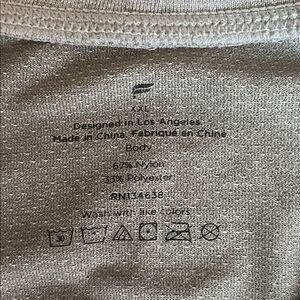 XXL
Designed in Los Angeles
Made in China, Fabriqué en Chine
Body
67% Nylon
33% Polyester
RN134638
Wash with like colors
30